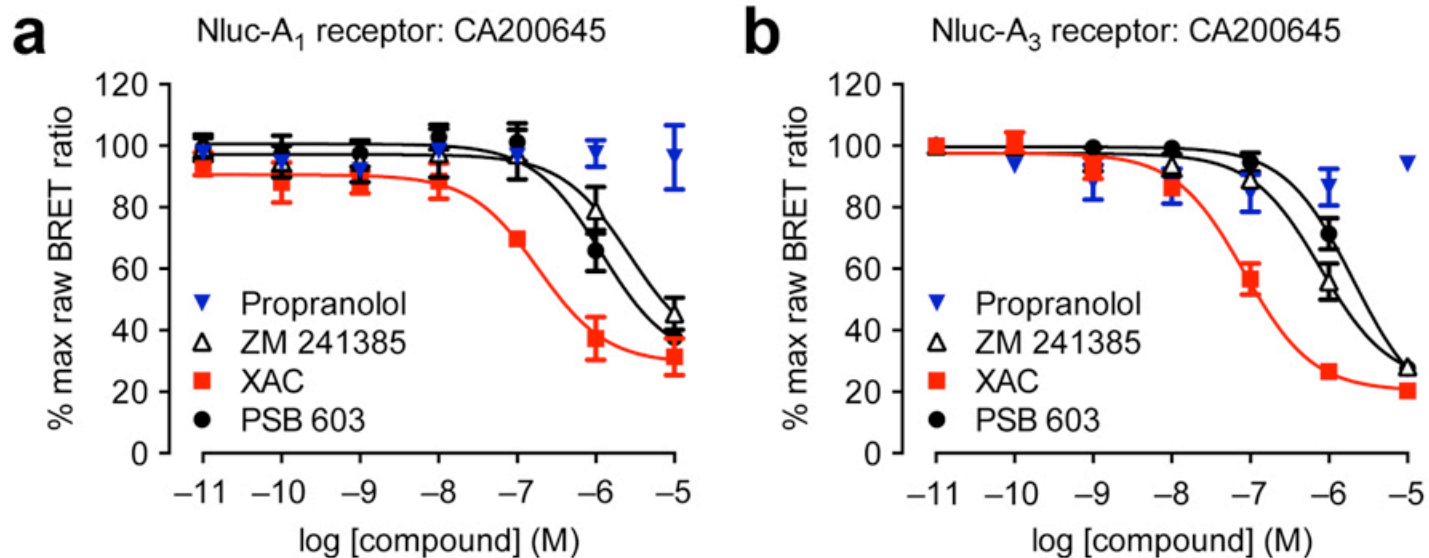 a
Nluc-A₁ receptor: CA200645
% max raw BRET ratio
120
100
80
60
40
20
0
Propranolol
ZM 241385
XAC
PSB 603
–11 –10 –9 –8 –7 –6 –5
log [compound] (M)
b
Nluc-A₃ receptor: CA200645
% max raw BRET ratio
120
100
80
60
40
20
0
Propranolol
ZM 241385
XAC
PSB 603
–11 –10 –9 –8 –7 –6 –5
log [compound] (M)